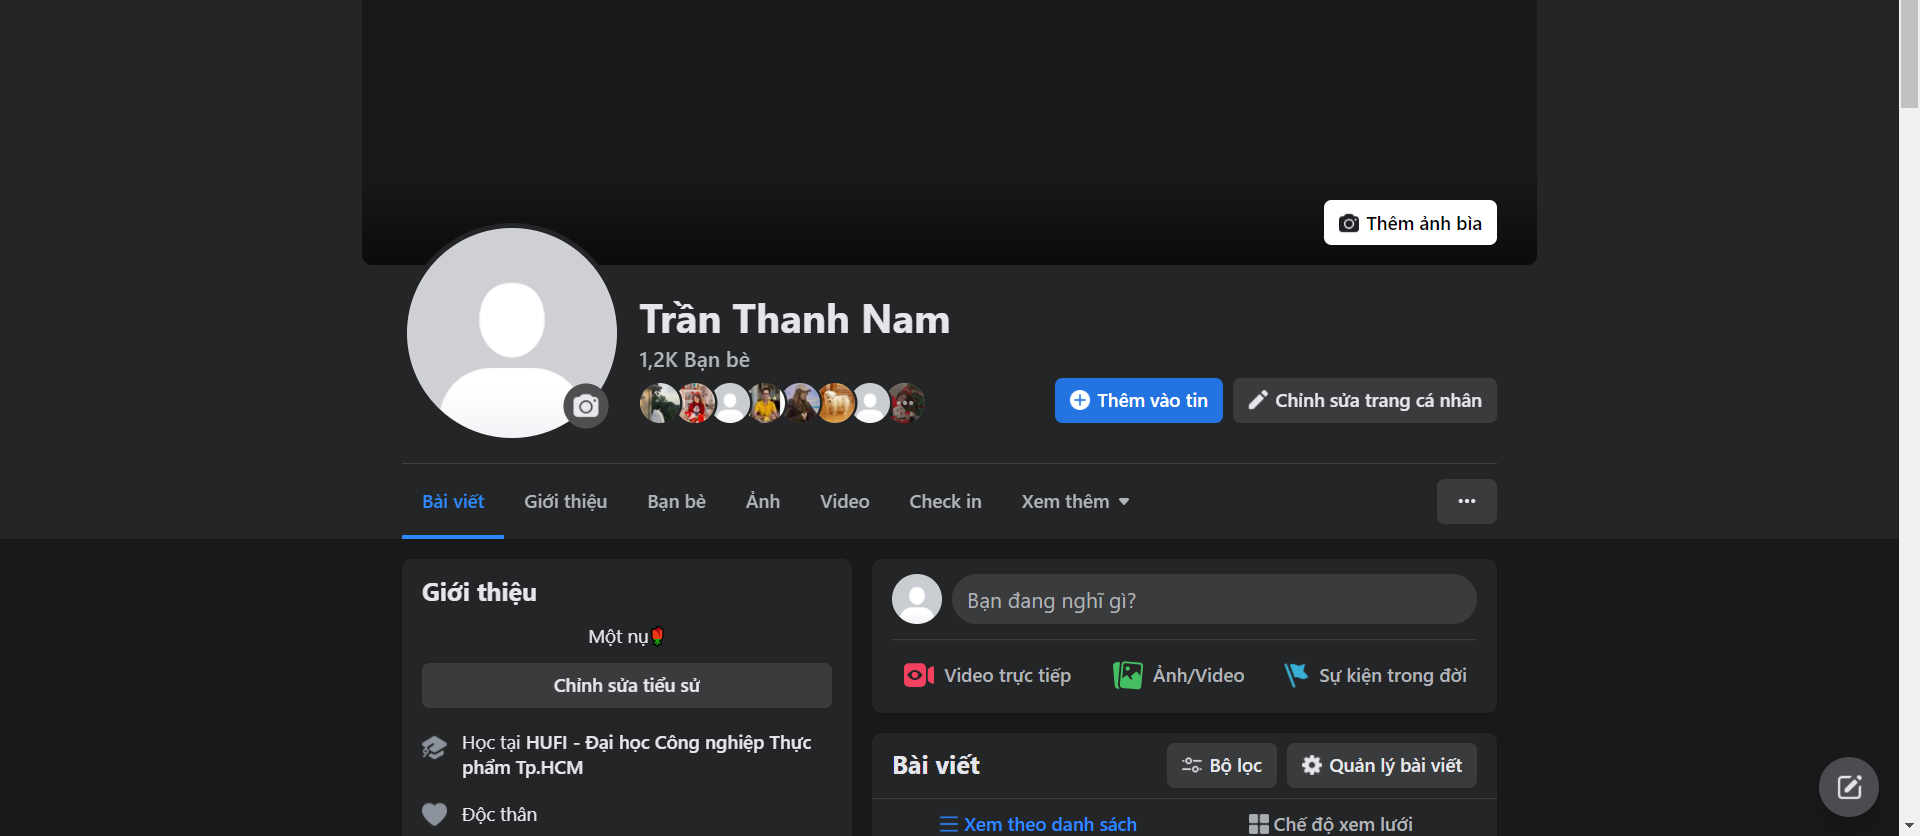 Thêm ảnh bìa
Trần Thanh Nam
1,2K Bạn bè
Thêm vào tin
Chỉnh sửa trang cá nhân
Bài viết
Giới thiệu
Bạn bè
Ảnh
Video
Check in
Xem thêm
Giới thiệu
Một nụ🌹
Chỉnh sửa tiểu sử
Học tại HUFI - Đại học Công nghiệp Thực
phẩm Tp.HCM
Độc thân
Bạn đang nghĩ gì?
Video trực tiếp
Ảnh/Video
Sự kiện trong đời
Bài viết
Bộ lọc
Quản lý bài viết
Xem theo danh sách
Chế độ xem lưới